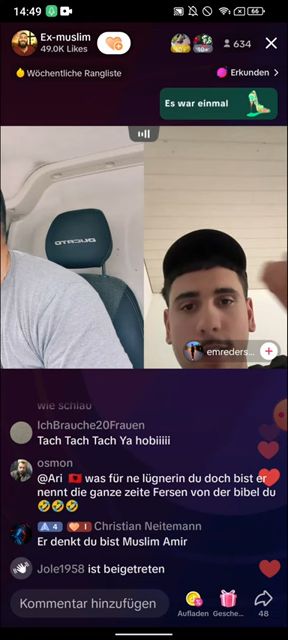 14:49
66
Ex-muslim
49.0K Likes
634
Wöchentliche Rangliste
Erkunden >
Es war einmal
DUCATO
emreders...
wie schlau
IchBrauche20Frauen
Tach Tach Tach Ya hobiiiii
osmon
@Ari 🇦🇱 was für ne lügnerin du doch bist er
nennt die ganze zeite Fersen von der bibel du
🤣🤣🤣
4 1 Christian Neitemann
Er denkt du bist Muslim Amir
Jole1958 ist beigetreten
Kommentar hinzufügen
Aufladen
Gesche...
48